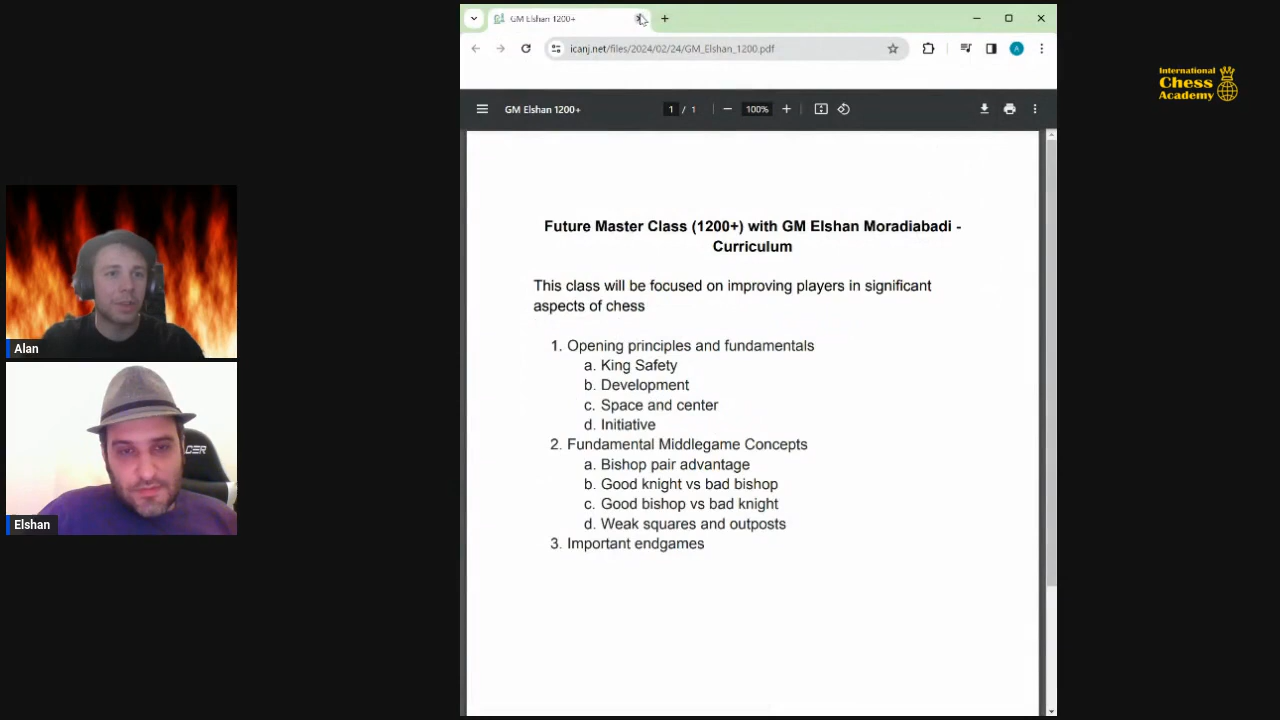 GM Elshan 1200+
icanj.net/files/2024/02/24/GM_Elshan_1200.pdf
A
International
Chess
Academy
GM Elshan 1200+
1 / 1
100%
Future Master Class (1200+) with GM Elshan Moradiabadi -
Curriculum
This class will be focused on improving players in significant
aspects of chess
1. Opening principles and fundamentals
a. King Safety
b. Development
c. Space and center
d. Initiative
2. Fundamental Middlegame Concepts
a. Bishop pair advantage
b. Good knight vs bad bishop
c. Good bishop vs bad knight
d. Weak squares and outposts
3. Important endgames
Alan
Elshan